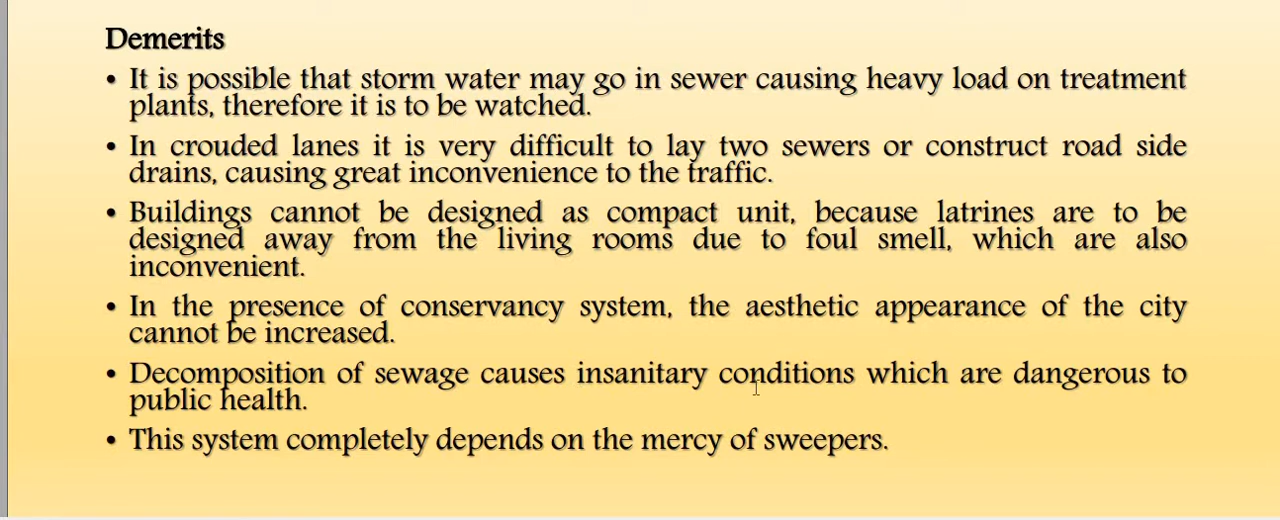 Demerits
• It is possible that storm water may go in sewer causing heavy load on treatment
plants, therefore it is to be watched.
• In crouded lanes it is very difficult to lay two sewers or construct road side
drains, causing great inconvenience to the traffic.
• Buildings cannot be designed as compact unit, because latrines are to be
designed away from the living rooms due to foul smell, which are also
inconvenient.
• In the presence of conservancy system, the aesthetic appearance of the city
cannot be increased.
• Decomposition of sewage causes insanitary conditions which are dangerous to
public health.
• This system completely depends on the mercy of sweepers.